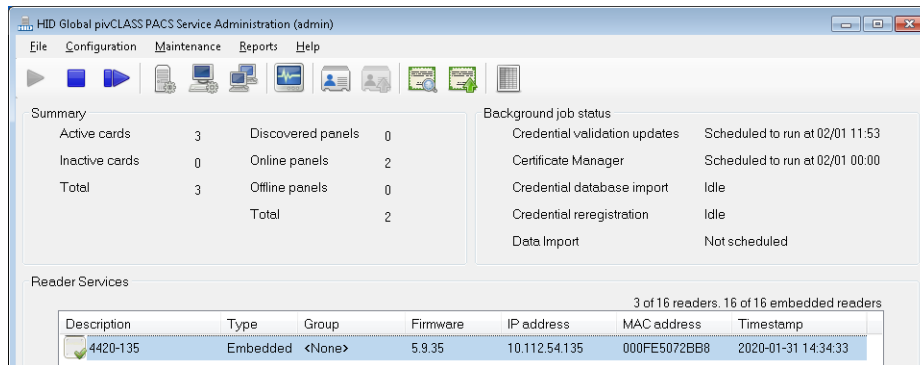 HID Global pivCLASS PACS Service Administration (admin)
File Configuration Maintenance Reports Help
Summary
Active cards 3 Discovered panels 0
Inactive cards 0 Online panels 2
Total 3 Offline panels 0
Total 2
Background job status
Credential validation updates Scheduled to run at 02/01 11:53
Certificate Manager Scheduled to run at 02/01 00:00
Credential database import Idle
Credential reregistration Idle
Data Import Not scheduled
Reader Services
3 of 16 readers. 16 of 16 embedded readers
Description Type Group Firmware IP address MAC address Timestamp
4420-135 Embedded <None> 5.9.35 10.112.54.135 000FE5072BB8 2020-01-31 14:34:33